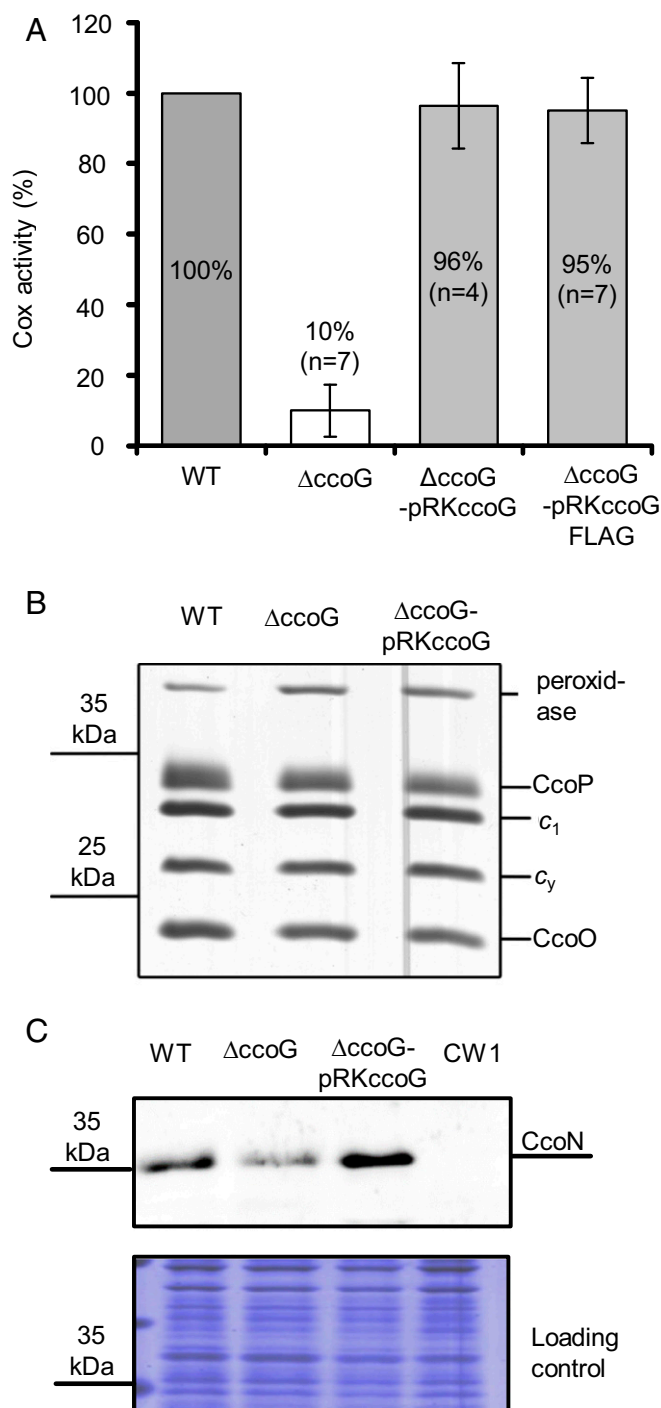 A
Cox activity (%)
120
100
80
60
40
20
0
100%
10%
(n=7)
96%
(n=4)
95%
(n=7)
WT
ΔccoG
ΔccoG
-pRKccoG
ΔccoG
-pRKccoG
FLAG
B
WT
ΔccoG
ΔccoG-
pRKccoG
35
kDa
25
kDa
peroxid-
ase
CcoP
c1
cy
CcoO
C
WT
ΔccoG
ΔccoG-
pRKccoG
CW1
35
kDa
CcoN
35
kDa
Loading
control